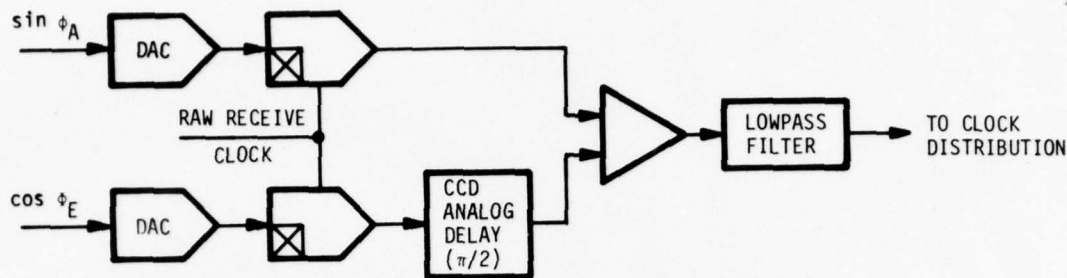 sin ϕA
DAC
RAW RECEIVE
CLOCK
LOWPASS
FILTER
TO CLOCK
DISTRIBUTION
cos ϕE
DAC
CCD
ANALOG
DELAY
(π/2)